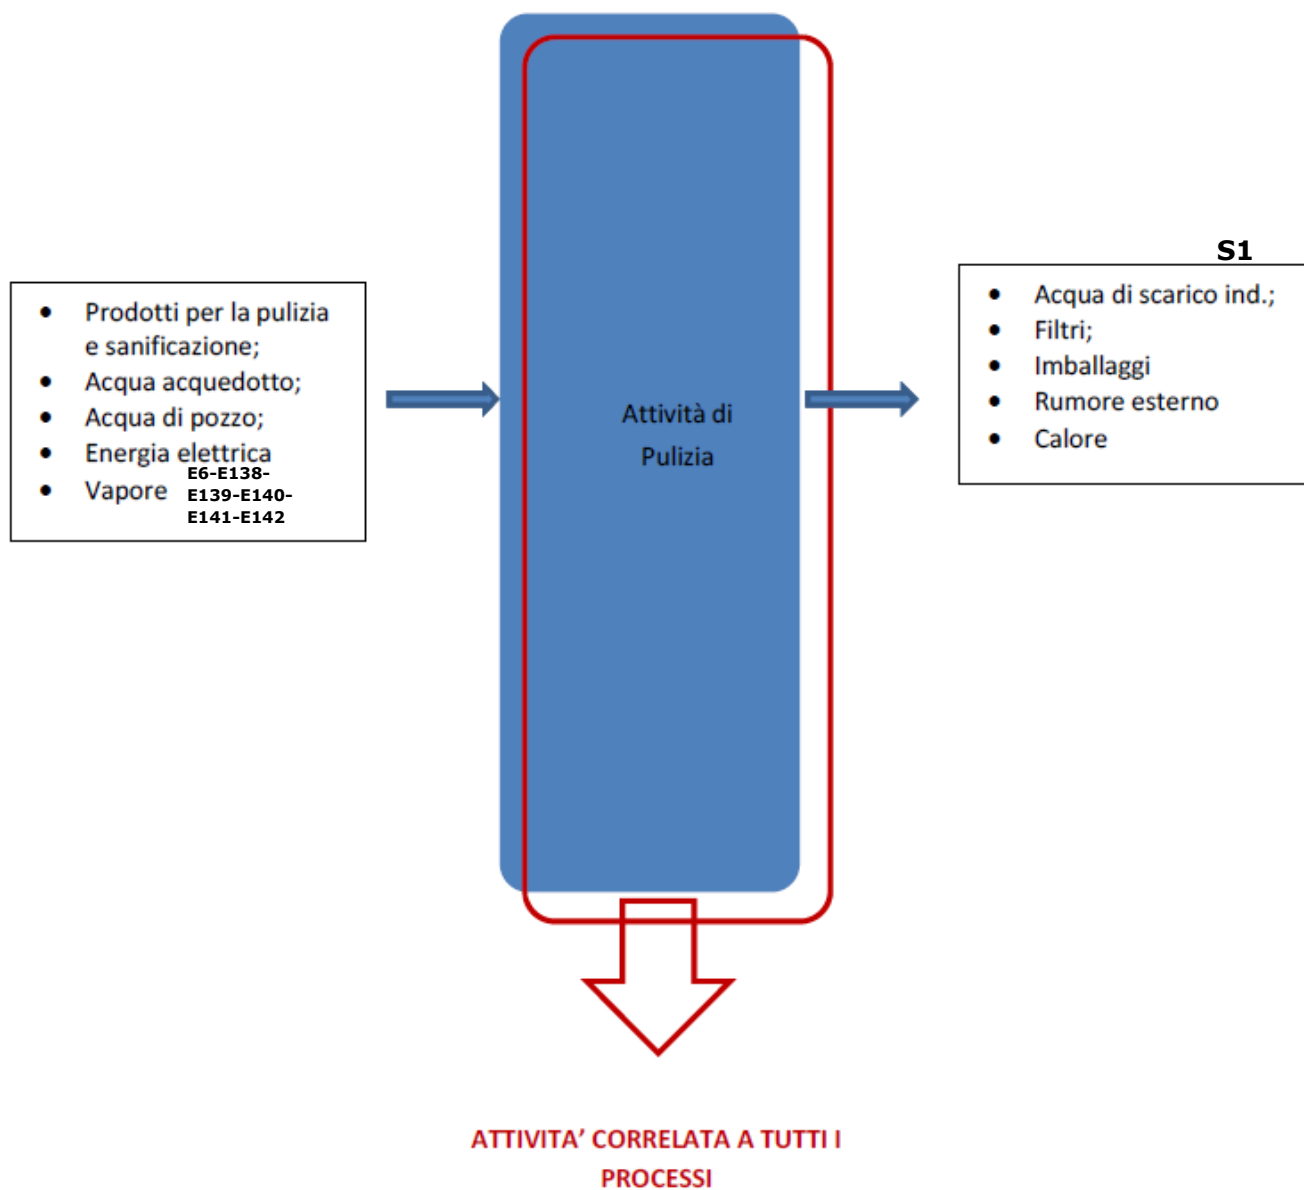 • Prodotti per la pulizia
e sanificazione;
• Acqua acquedotto;
• Acqua di pozzo;
• Energia elettrica
• Vapore
E6-E138-
E139-E140-
E141-E142
Attività di
Pulizia
S1
• Acqua di scarico ind.;
• Filtri;
• Imballaggi
• Rumore esterno
• Calore
ATTIVITA’ CORRELATA A TUTTI I
PROCESSI